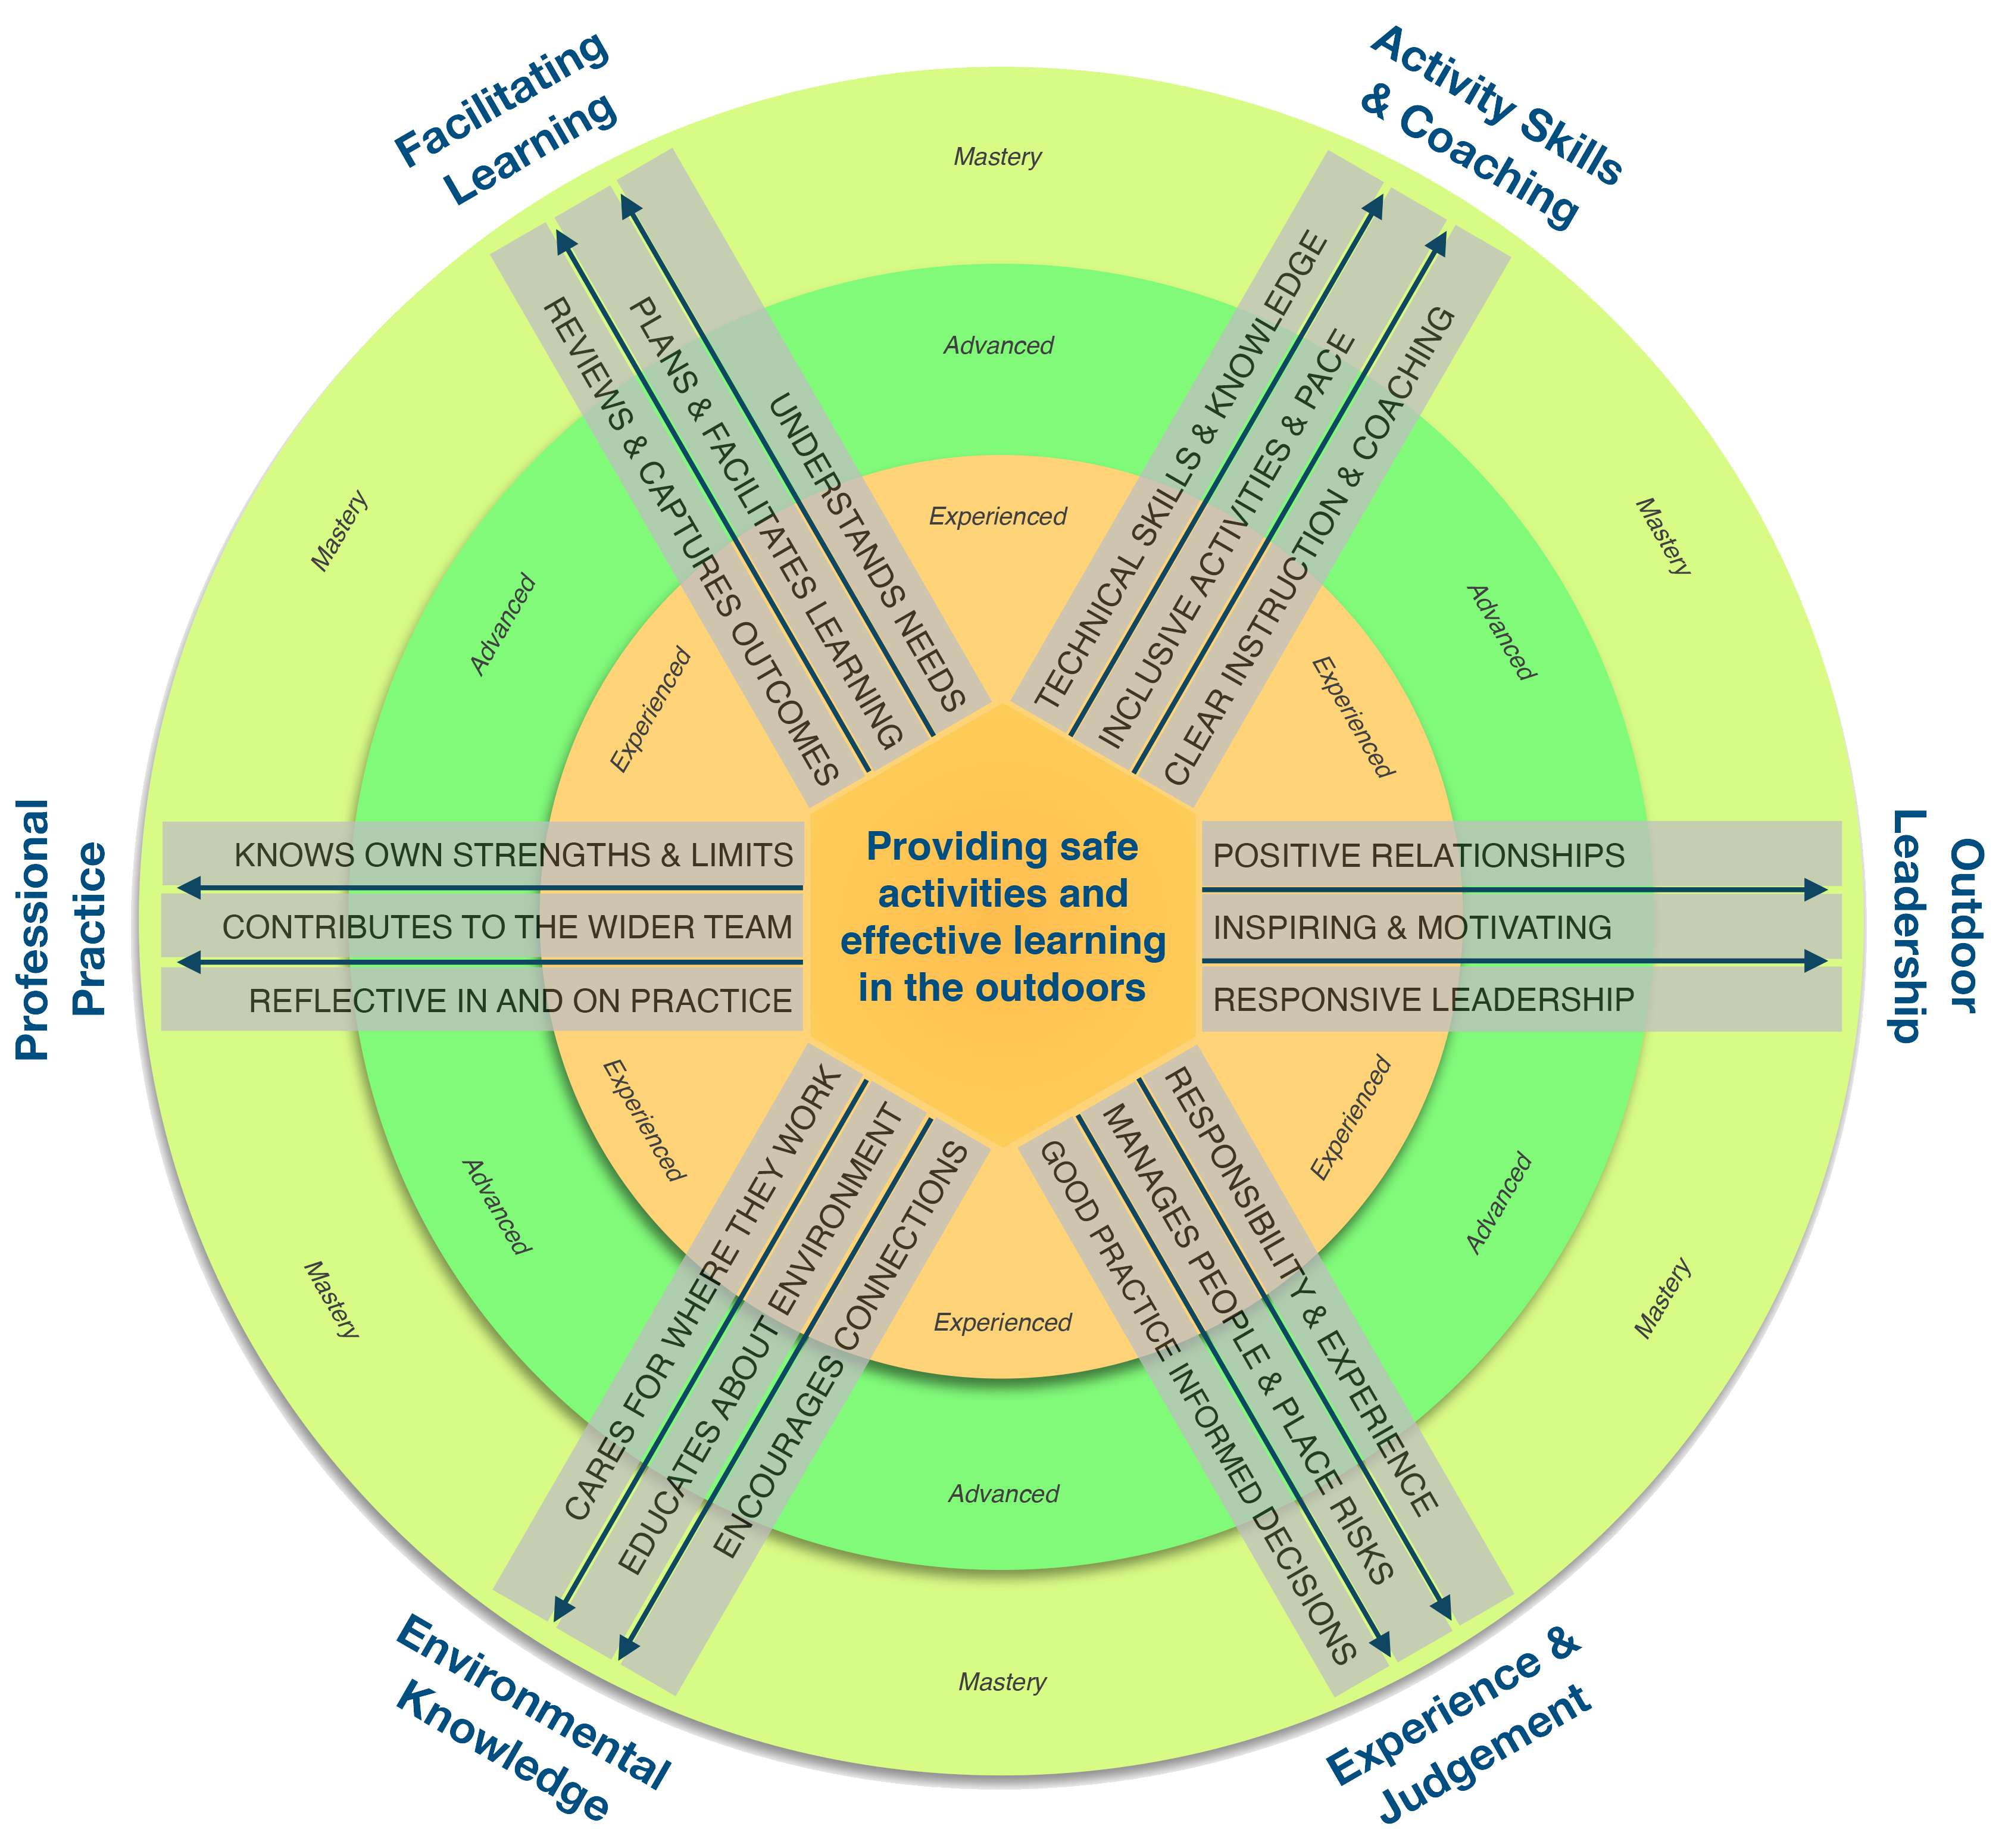 Facilitating
Learning
Activity Skills
& Coaching
Outdoor
Leadership
Experience &
Judgement
Environmental
Knowledge
Professional
Practice
Providing safe
activities and
effective learning
in the outdoors
REVIEWS & CAPTURES OUTCOMES
PLANS & FACILITATES LEARNING
UNDERSTANDS NEEDS
TECHNICAL SKILLS & KNOWLEDGE
INCLUSIVE ACTIVITIES & PACE
CLEAR INSTRUCTION & COACHING
POSITIVE RELATIONSHIPS
INSPIRING & MOTIVATING
RESPONSIVE LEADERSHIP
RESPONSIBILITY & EXPERIENCE
MANAGES PEOPLE & PLACE RISKS
GOOD PRACTICE INFORMED DECISIONS
ENCOURAGES CONNECTIONS
EDUCATES ABOUT ENVIRONMENT
CARES FOR WHERE THEY WORK
REFLECTIVE IN AND ON PRACTICE
CONTRIBUTES TO THE WIDER TEAM
KNOWS OWN STRENGTHS & LIMITS
Mastery
Advanced
Experienced
Mastery
Advanced
Experienced
Mastery
Advanced
Experienced
Mastery
Advanced
Experienced
Mastery
Advanced
Experienced
Mastery
Advanced
Experienced